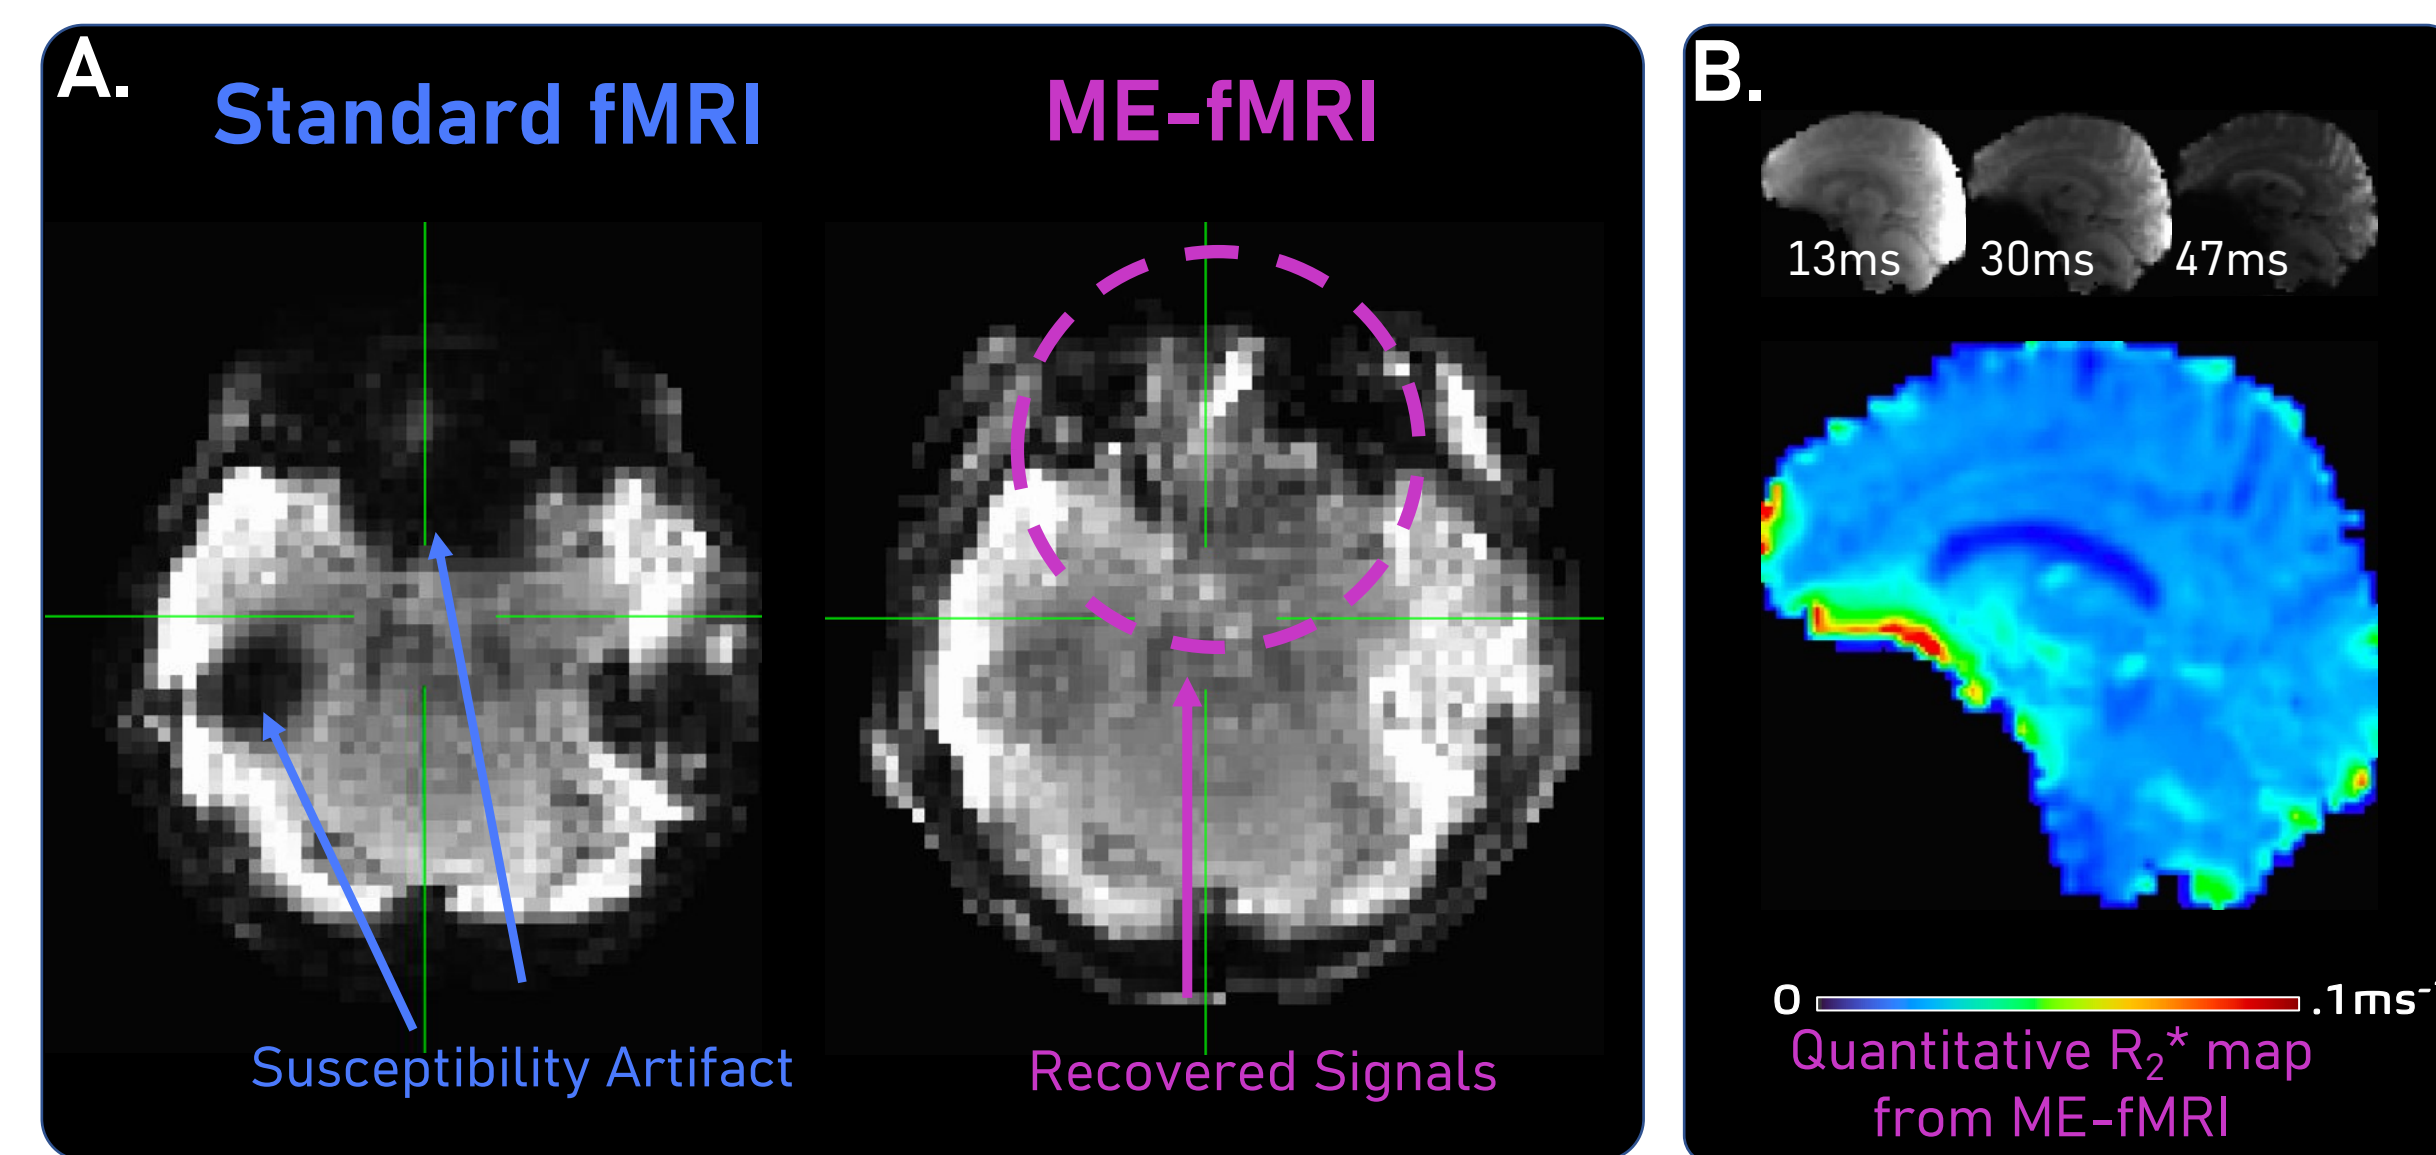 A.
Standard fMRI
ME-fMRI
Susceptibility Artifact
Recovered Signals
B.
13ms
30ms
47ms
0
.1ms⁻
Quantitative R₂* map
from ME-fMRI